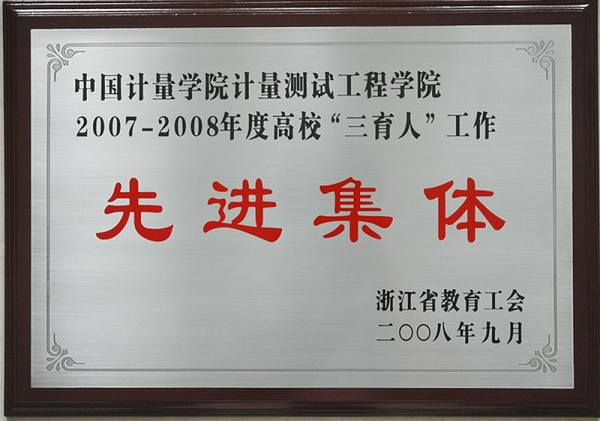 中国计量学院计量测试工程学院
2007-2008年度高校“三育人”工作
先进集体
浙江省教育工会
二〇〇八年九月